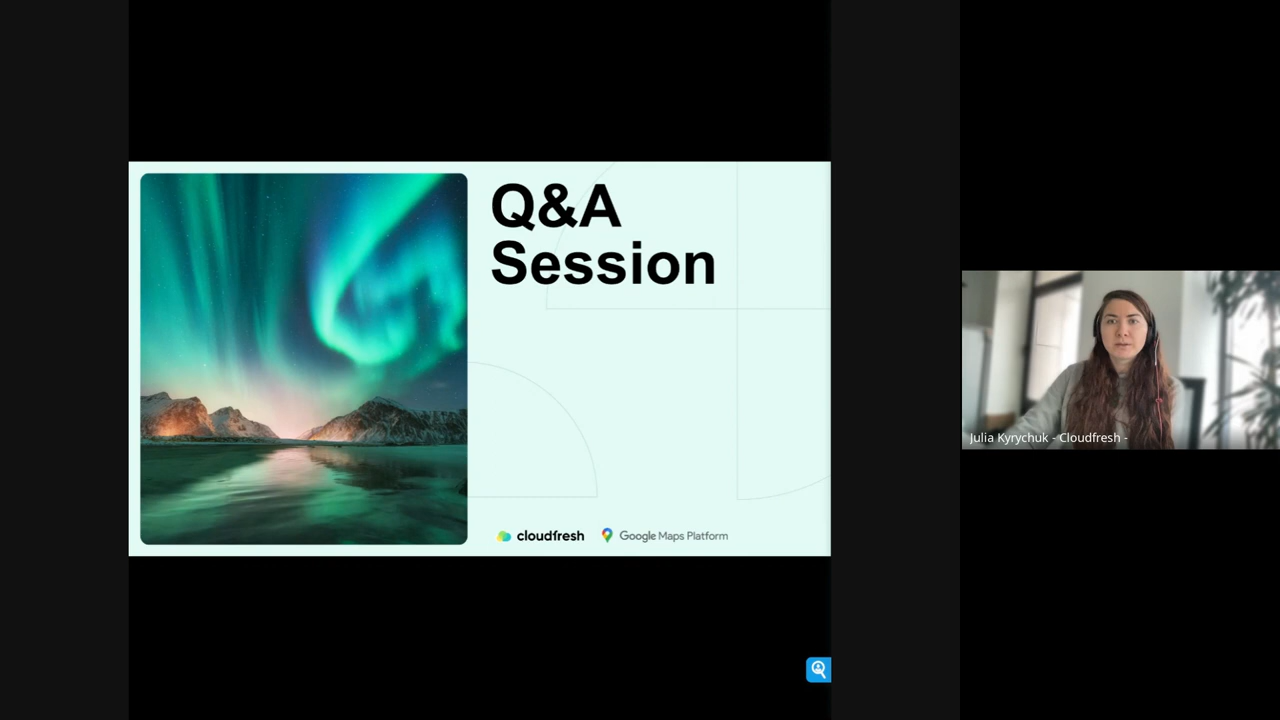 Q&A
Session
cloudfresh
Google Maps Platform
Julia Kyrychuk - Cloudfresh -